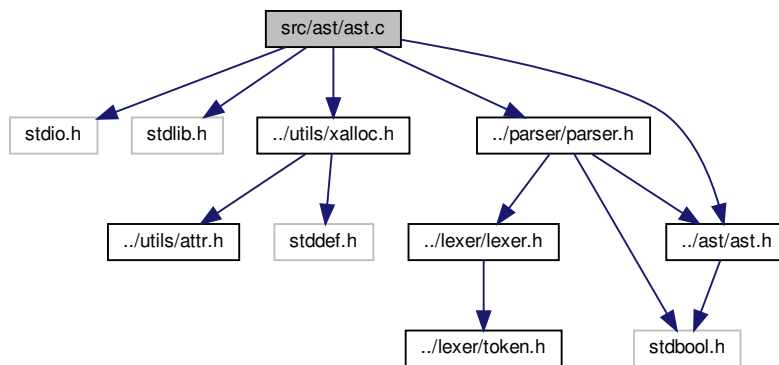 src/ast/ast.c
stdio.h
stdlib.h
../utils/xalloc.h
../parser/parser.h
../utils/attr.h
stddef.h
../lexer/lexer.h
../ast/ast.h
../lexer/token.h
stdbool.h